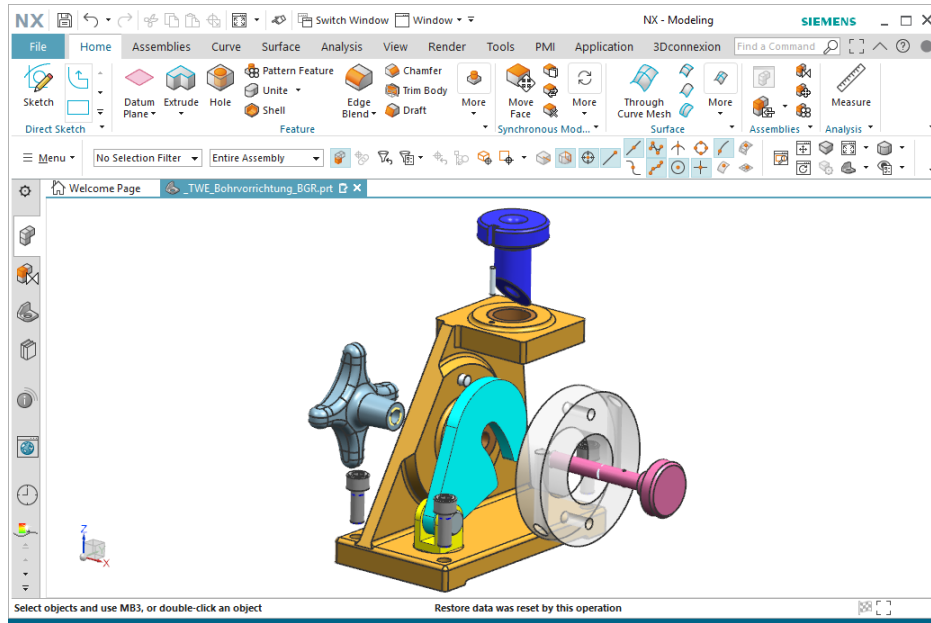 NX Switch Window Window NX - Modeling SIEMENS
File Home Assemblies Curve Surface Analysis View Render Tools PMI Application 3Dconnexion Find a Command
Pattern Feature Chamfer
Unite Trim Body
Sketch Datum Plane Extrude Hole Shell Edge Blend Draft More Move Face More Through Curve Mesh More Measure
Direct Sketch Feature Synchronous Mod... Surface Assemblies Analysis
Menu No Selection Filter Entire Assembly
Welcome Page _TWE_Bohrvorrichtung_BGR.prt
Z
X
Select objects and use MB3, or double-click an object Restore data was reset by this operation